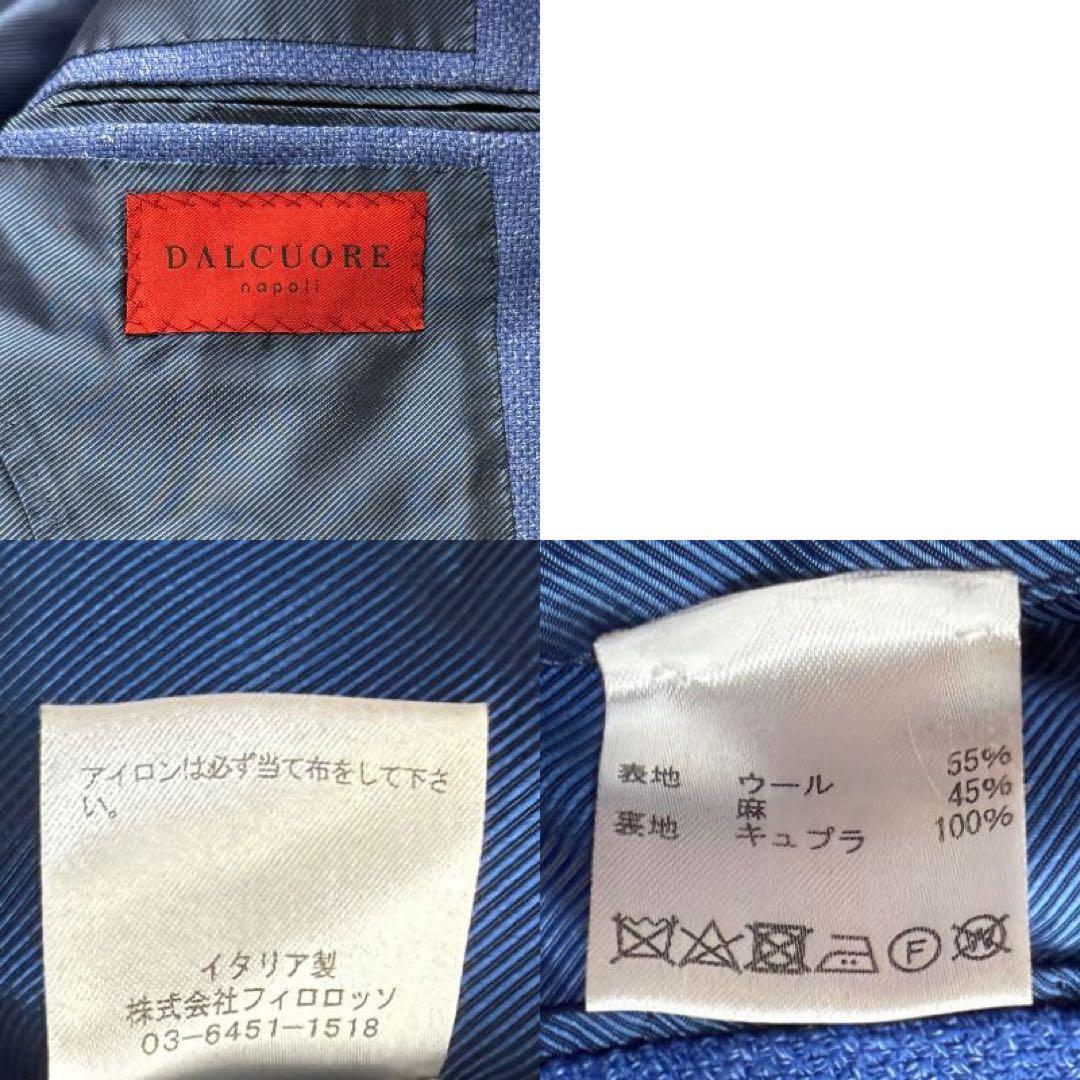 DALCUORE
napoli
アイロンは必ず当て布をして下さ
い。
イタリア製
株式会社フィロロッソ
03-6451-1518
表地 ウール 55%
麻 45%
裏地 キュプラ 100%
F
W